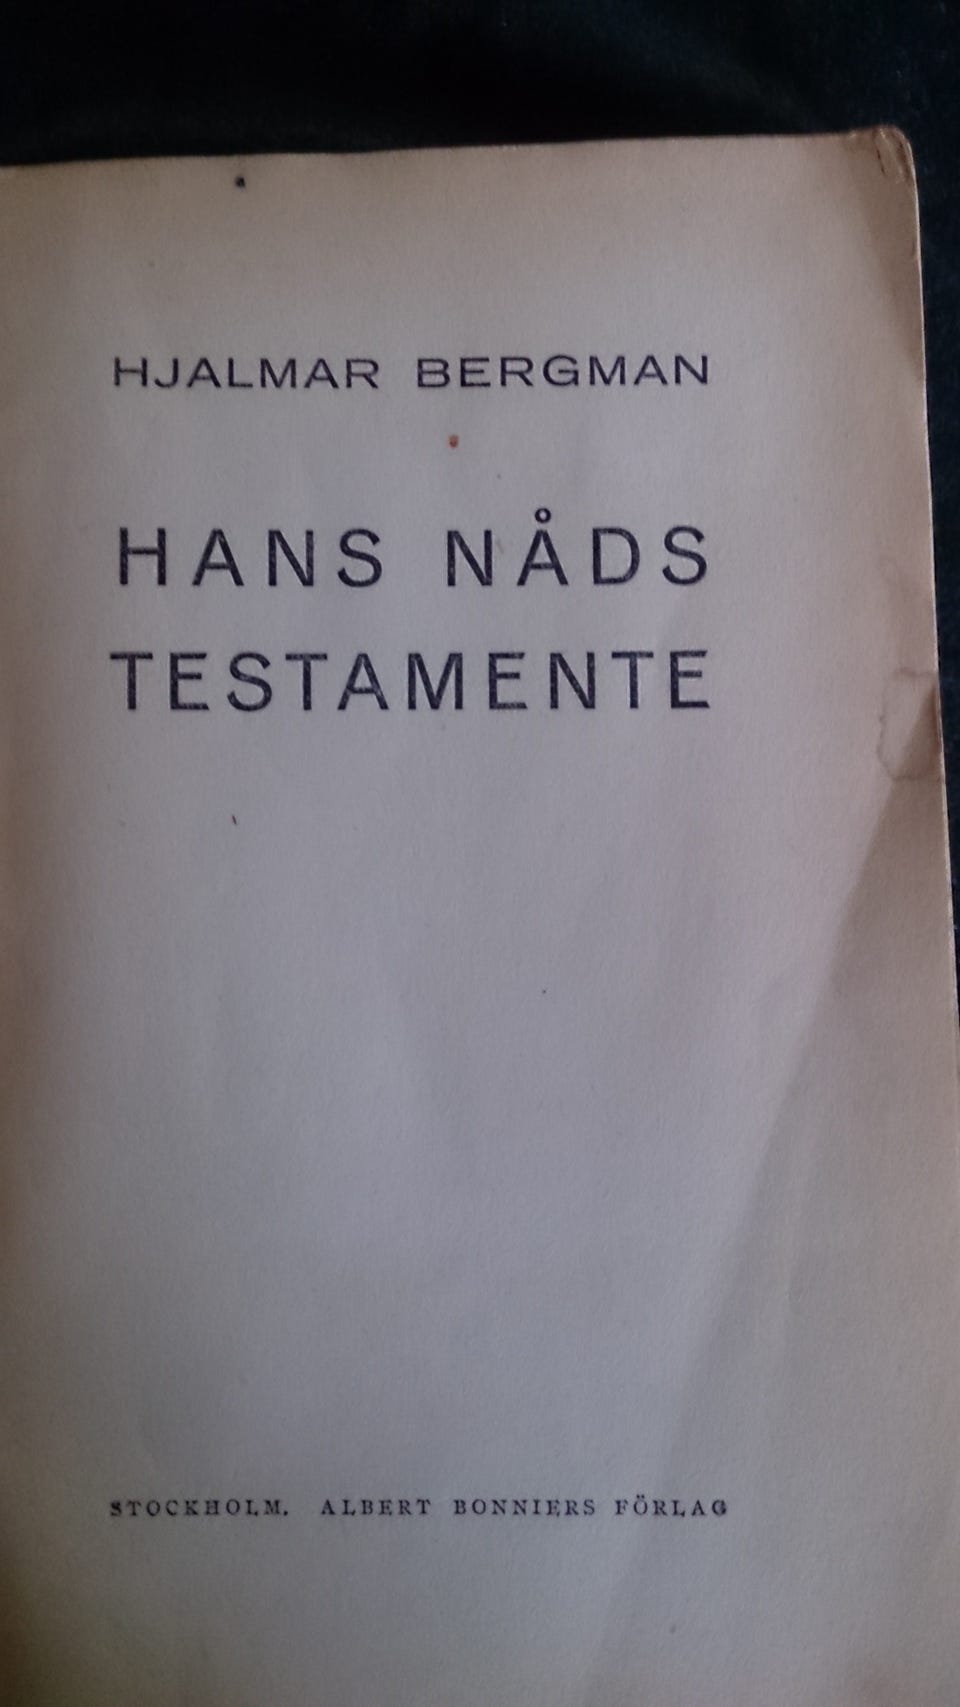 HJALMAR BERGMAN
HANS NÅDS
TESTAMENTE
STOCKHOLM. ALBERT BONNIERS FÖRLAG